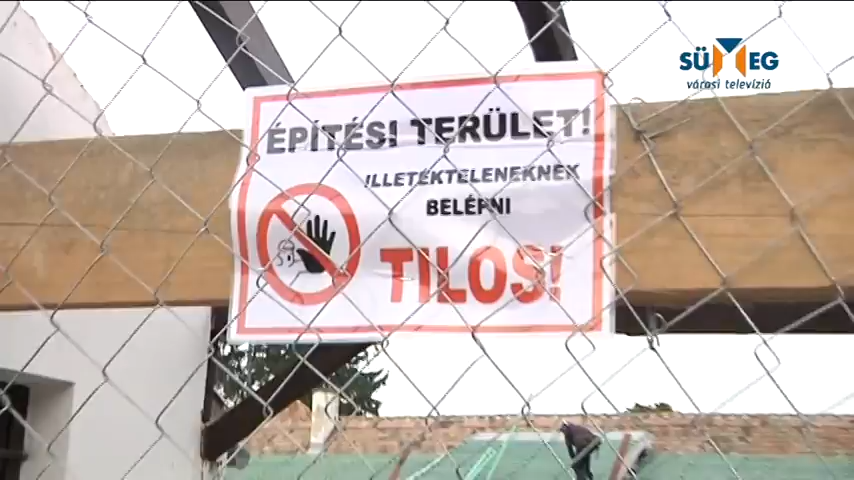 SÜMEG
városi televízió
ÉPÍTÉSI TERÜLET!
ILLETÉKTELENEKNEK
BELÉPNI
TILOS!